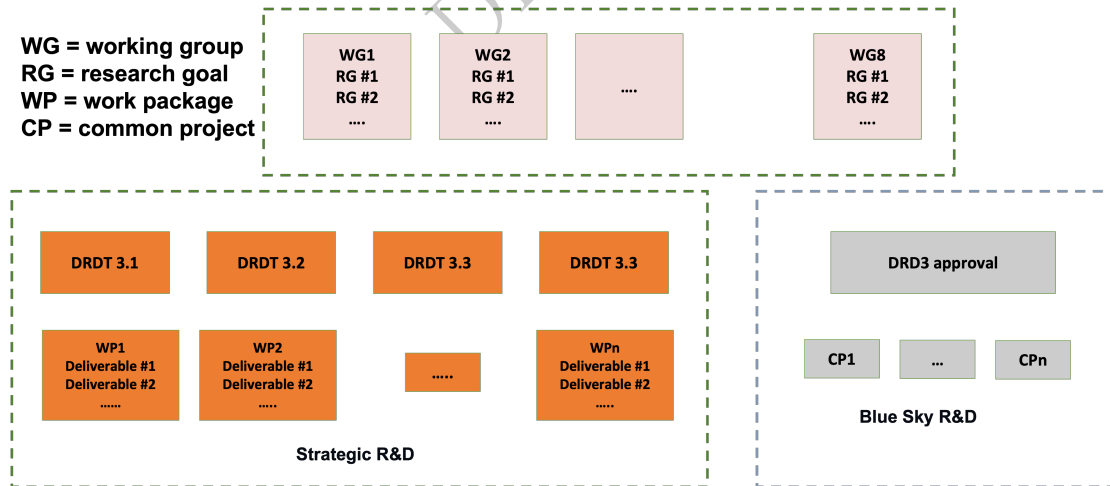 WG = working group
RG = research goal
WP = work package
CP = common project
WG1
RG #1
RG #2
….
WG2
RG #1
RG #2
….
….
WG8
RG #1
RG #2
….
DRDT 3.1
DRDT 3.2
DRDT 3.3
DRDT 3.3
WP1
Deliverable #1
Deliverable #2
……
WP2
Deliverable #1
Deliverable #2
…..
…..
WPn
Deliverable #1
Deliverable #2
…..
Strategic R&D
DRD3 approval
CP1
…
CPn
Blue Sky R&D